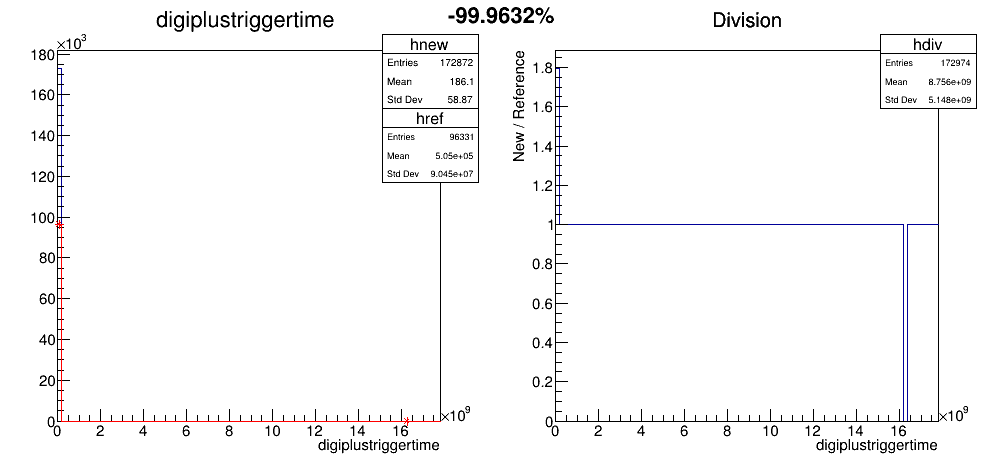 digiplustriggertime
-99.9632%
Division
×10³
hnew
Entries 172872
Mean 186.1
Std Dev 58.87
href
Entries 96331
Mean 5.05e+05
Std Dev 9.045e+07
180
160
140
120
100
80
60
40
20
0
0 2 4 6 8 10 12 14 16
×10⁹
digiplustriggertime
hdiv
Entries 172974
Mean 8.756e+09
Std Dev 5.148e+09
New / Reference
1.8
1.6
1.4
1.2
1
0.8
0.6
0.4
0.2
0
0 2 4 6 8 10 12 14 16
×10⁹
digiplustriggertime